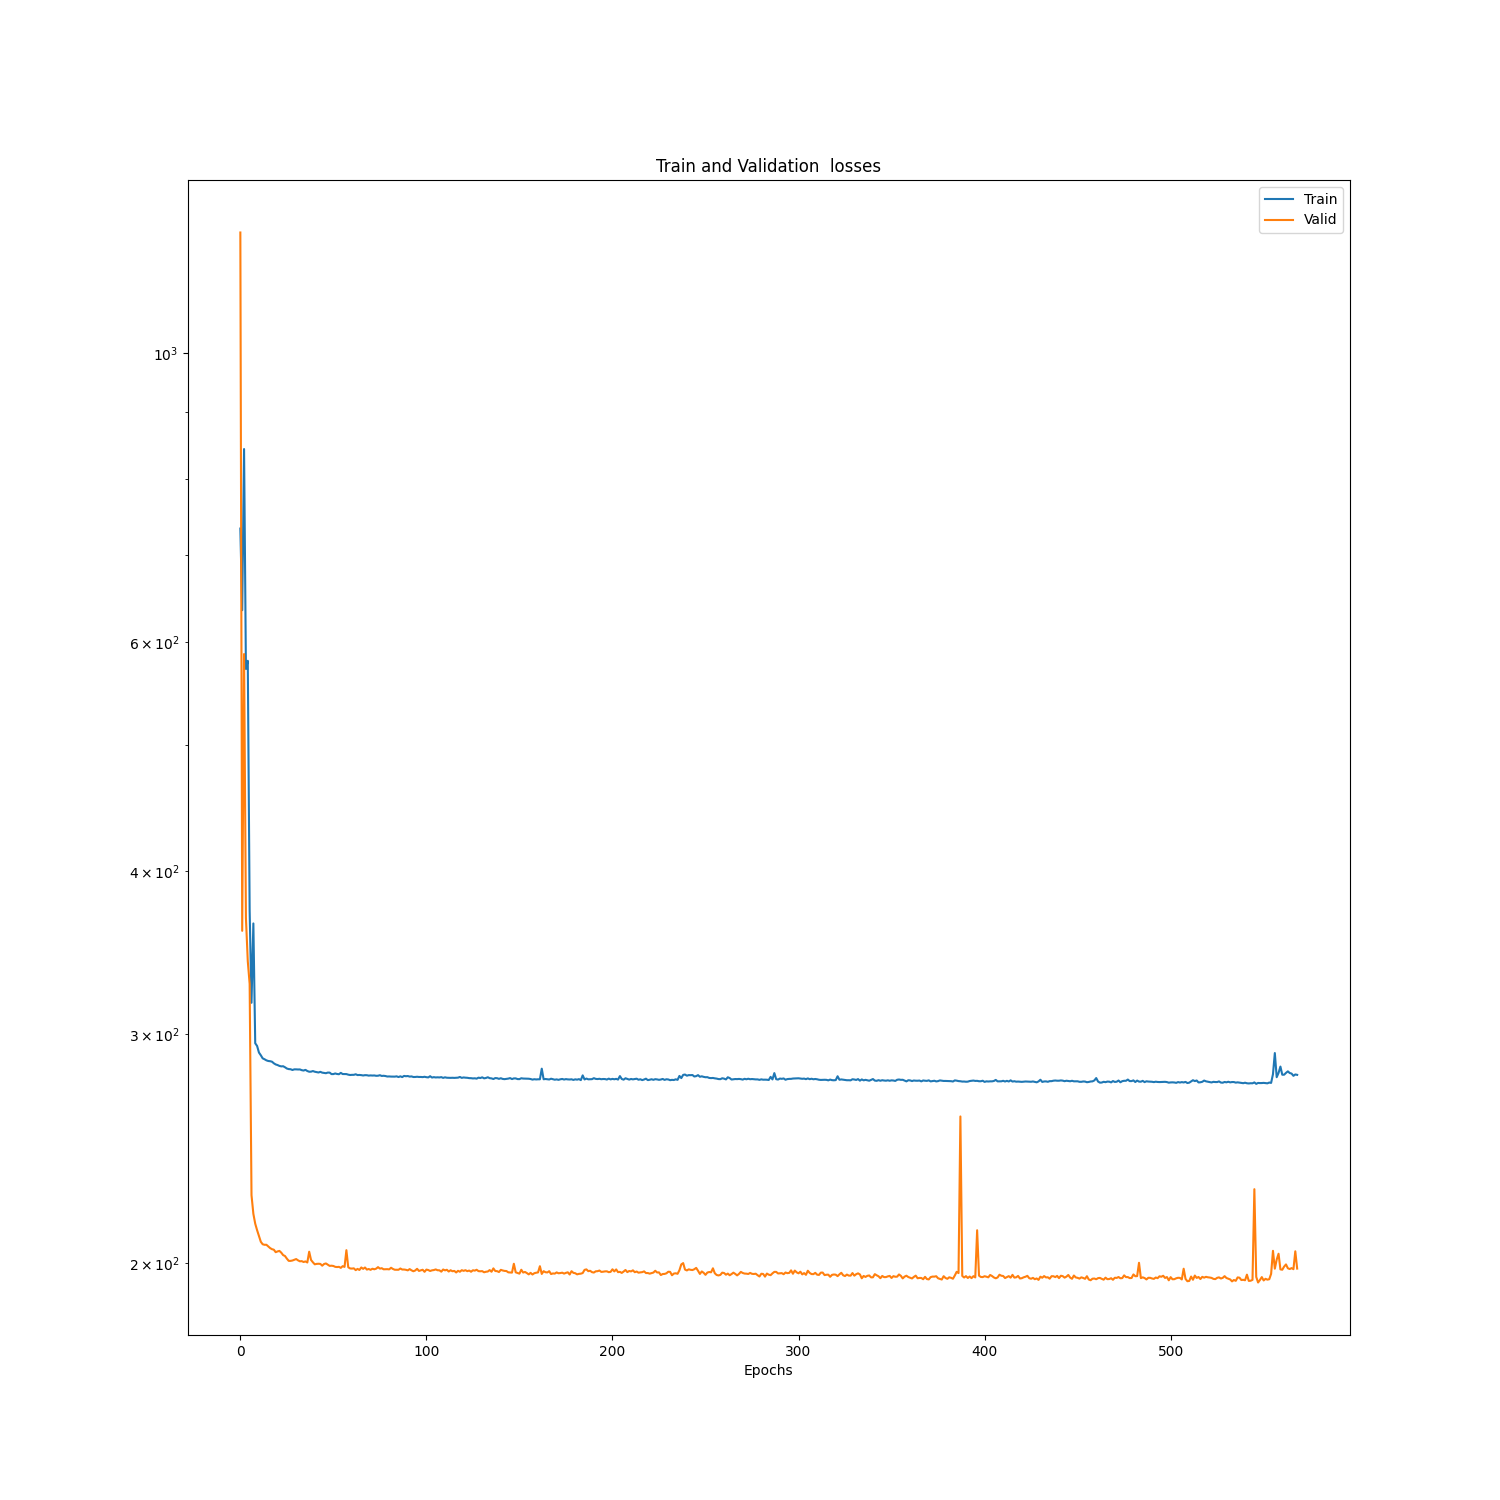 Train and Validation  losses
Train
Valid
10³
6 × 10²
4 × 10²
3 × 10²
2 × 10²
0 100 200 300 400 500
Epochs